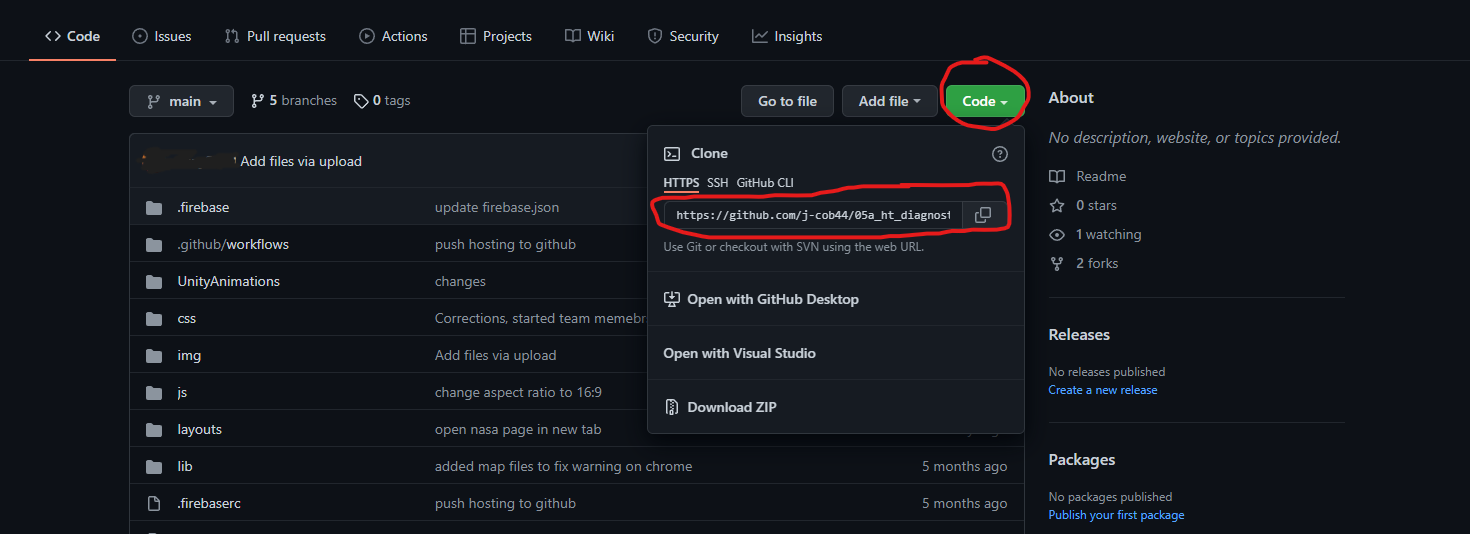 Code Issues Pull requests Actions Projects Wiki Security Insights
main 5 branches 0 tags Go to file Add file Code
Add files via upload
.firebase update firebase.json
.github/workflows push hosting to github
UnityAnimations changes
css Corrections, started team memebr
img Add files via upload
js change aspect ratio to 16:9
layouts open nasa page in new tab
lib added map files to fix warning on chrome 5 months ago
.firebaserc push hosting to github 5 months ago
Clone
HTTPS SSH GitHub CLI
https://github.com/j-cob44/05a_ht_diagnost
Use Git or checkout with SVN using the web URL.
Open with GitHub Desktop
Open with Visual Studio
Download ZIP
About
No description, website, or topics provided.
Readme
0 stars
1 watching
2 forks
Releases
No releases published
Create a new release
Packages
No packages published
Publish your first package